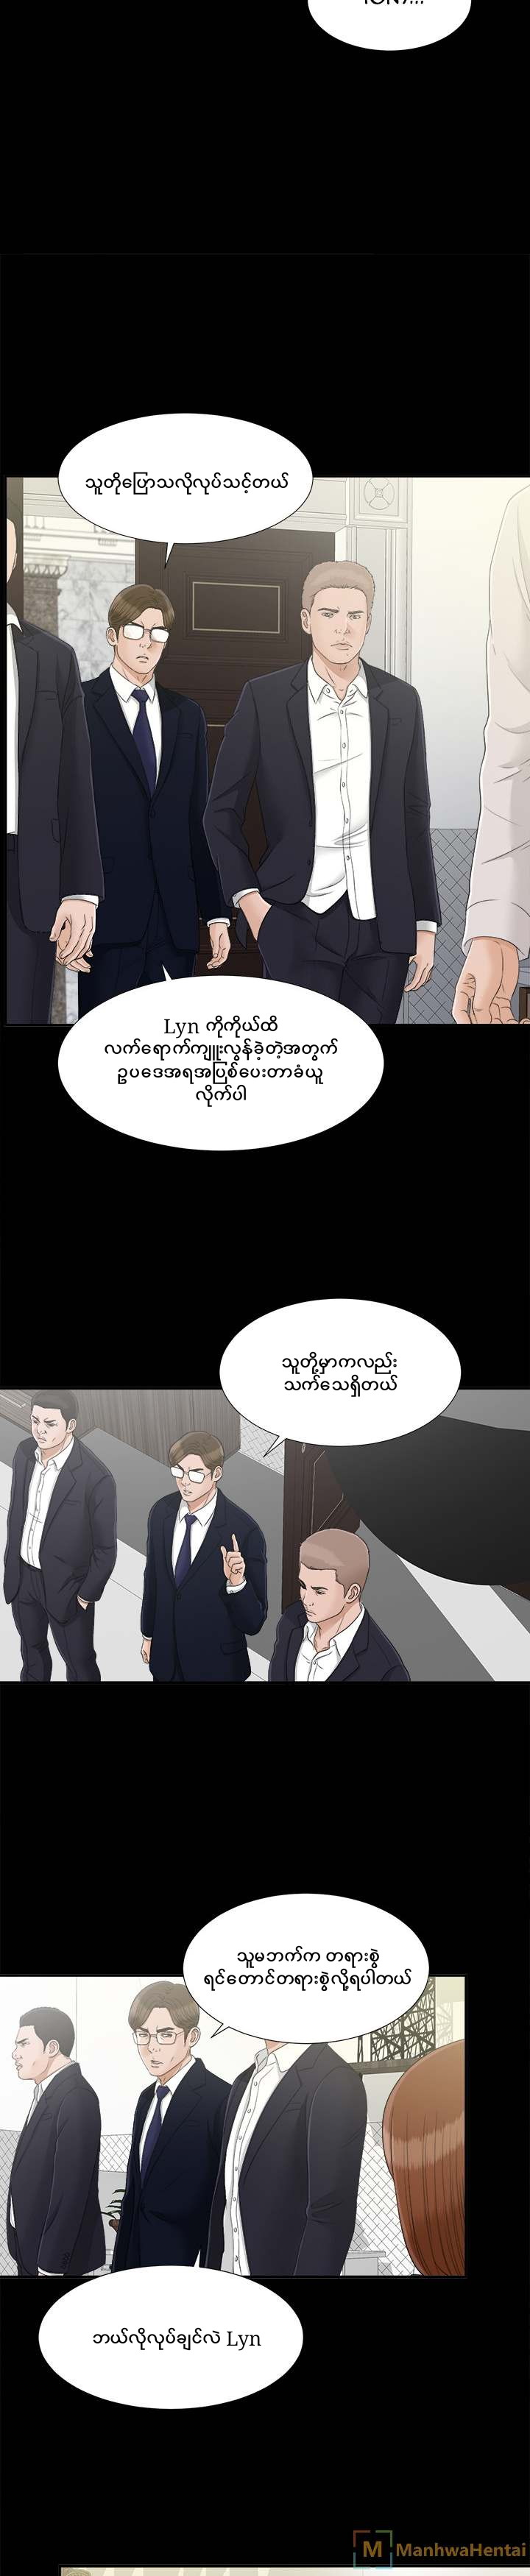 သူတိုပြောသလိုလုပ်သင့်တယ်
Lyn ကိုကိုယ်ထိ
လက်ရောက်ကျူးလွန်ခဲ့တဲ့အတွက်
ဥပဒေအရအပြစ်ပေးတာခံယူ
လိုက်ပါ
သူတို့မှာကလည်း
သက်သေရှိတယ်
သူမဘက်က တရားစွဲ
ရင်တောင်တရားစွဲလို့ရပါတယ်
ဘယ်လိုလုပ်ချင်လဲ Lyn
ManhwaHentai